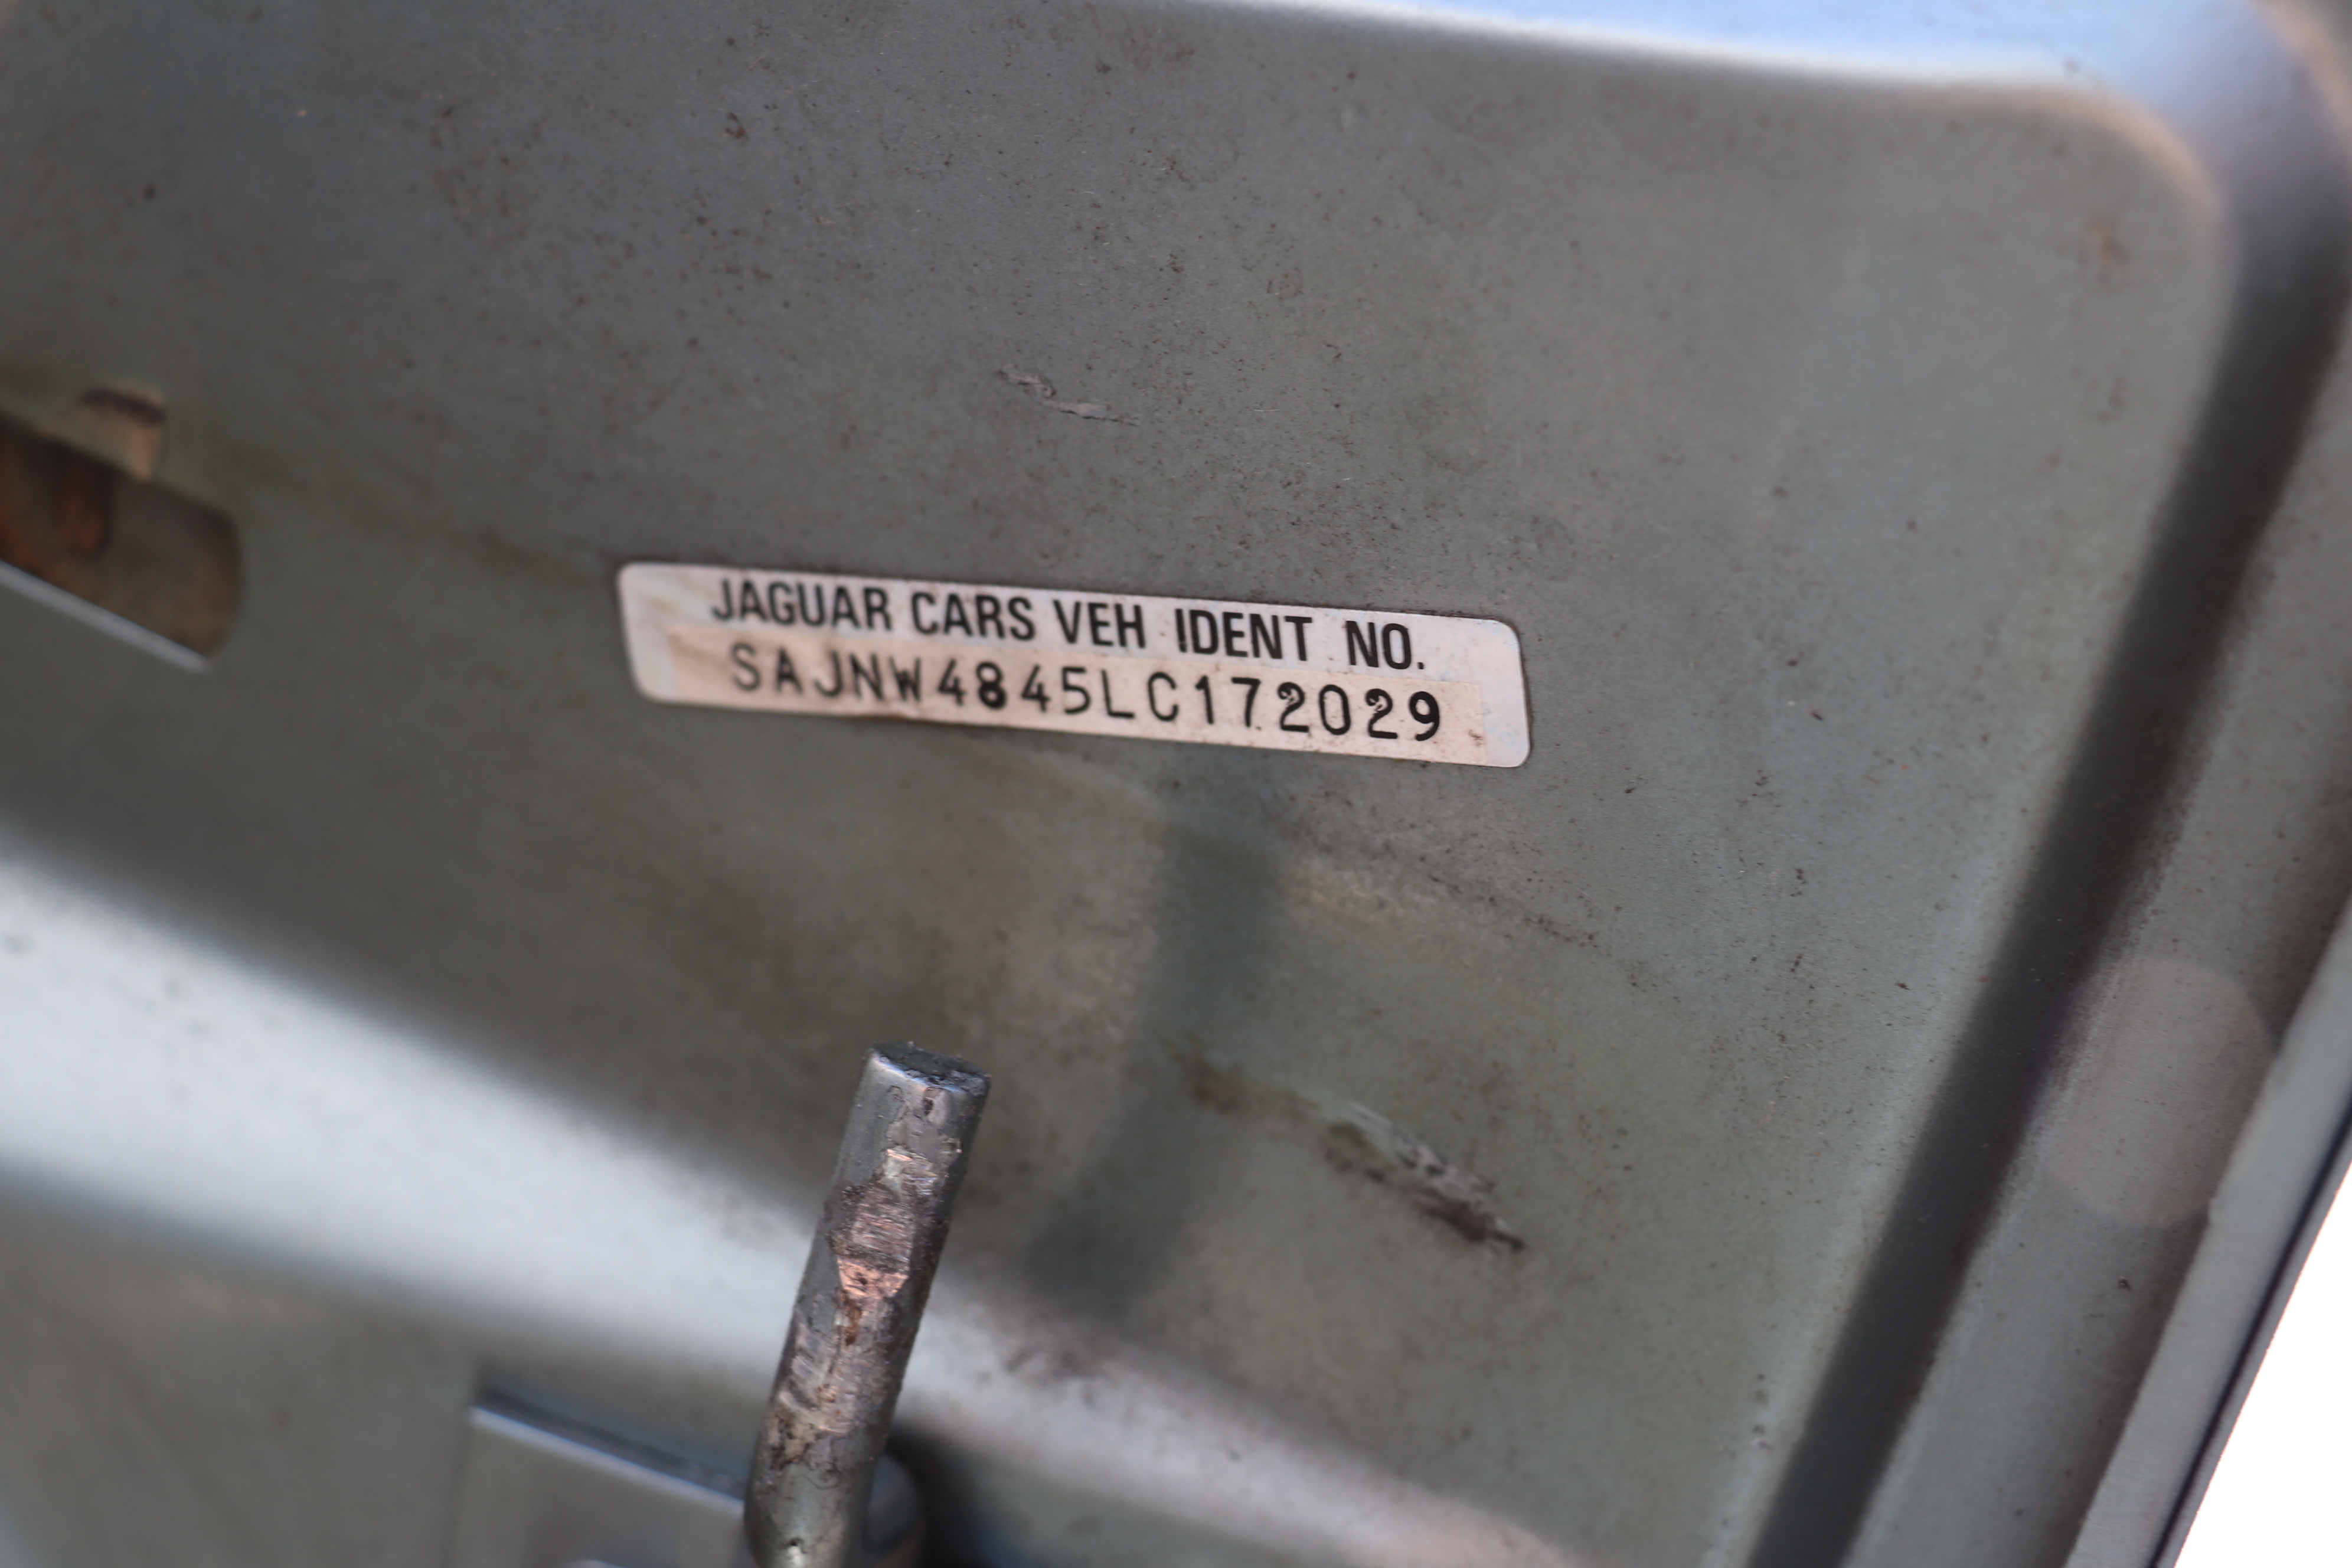 JAGUAR CARS VEH IDENT NO.
SAJNW4845LC172029